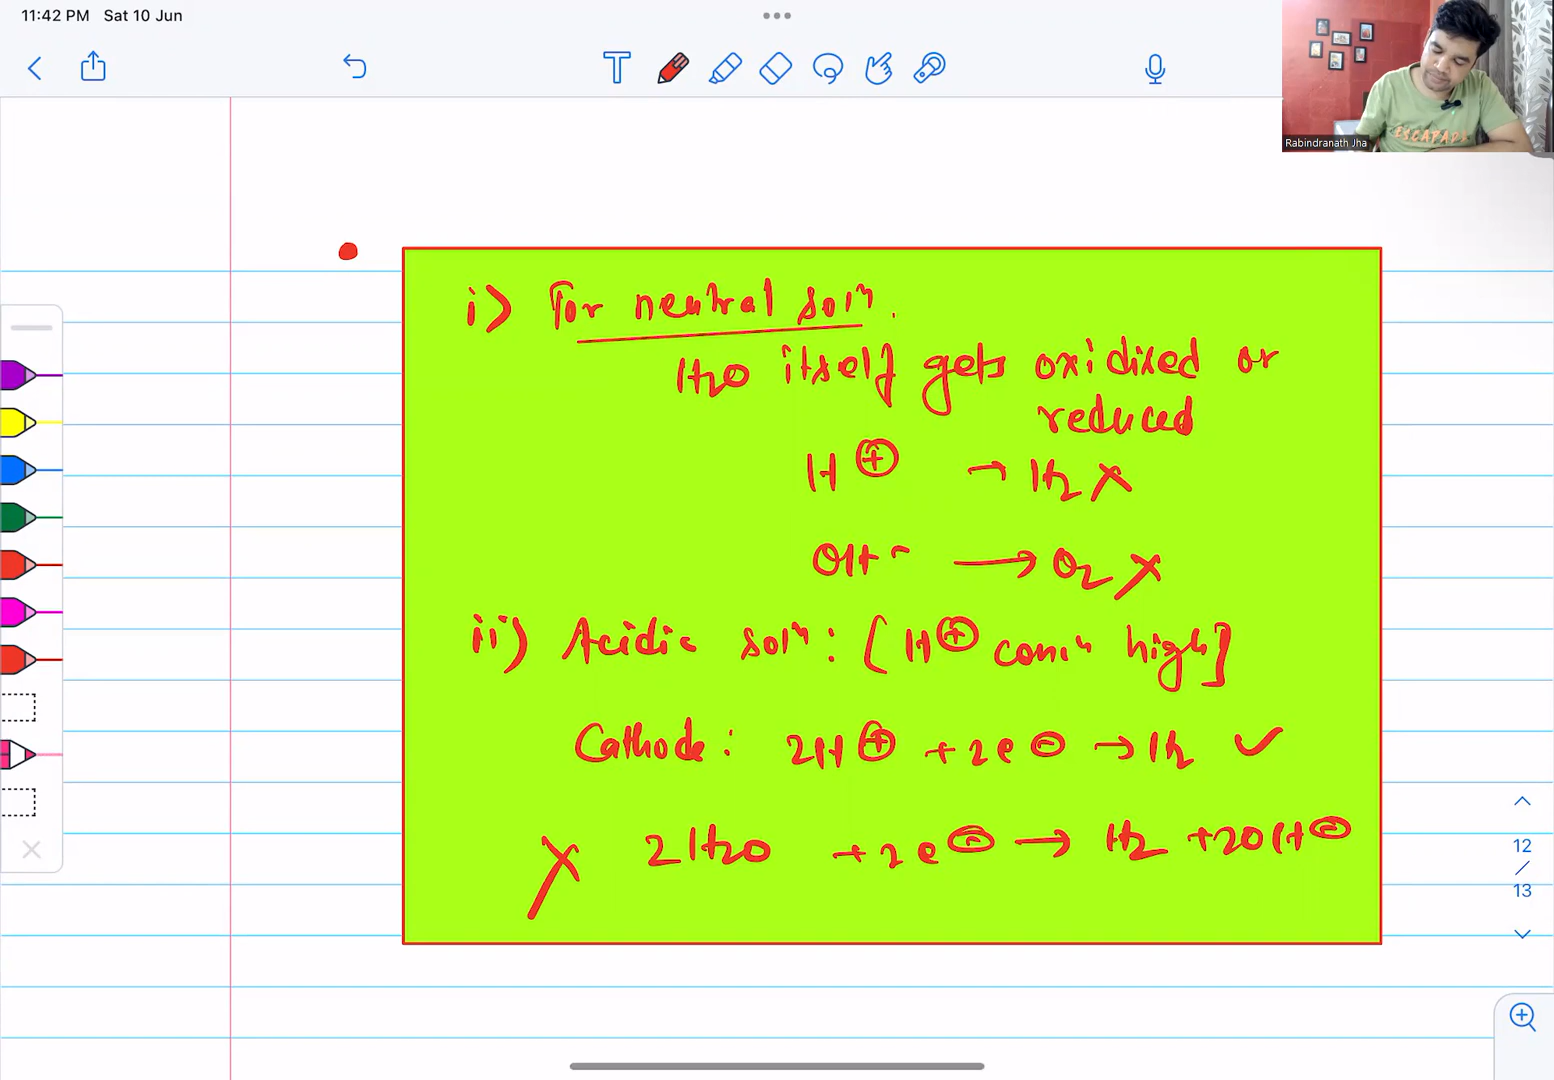 11:42 PM Sat 10 Jun
Rabindranath Jha
i) For neutral solⁿ.
H₂O itself gets oxidised or
reduced
H⊕ → H₂ X
OH⁻ → O₂ X
ii) Acidic solⁿ: [H⊕ concⁿ high]
Cathode: 2H⊕ + 2e⊖ → H₂ ✓
X 2H₂O + 2e⊖ → H₂ + 2OH⊖
12
/
13